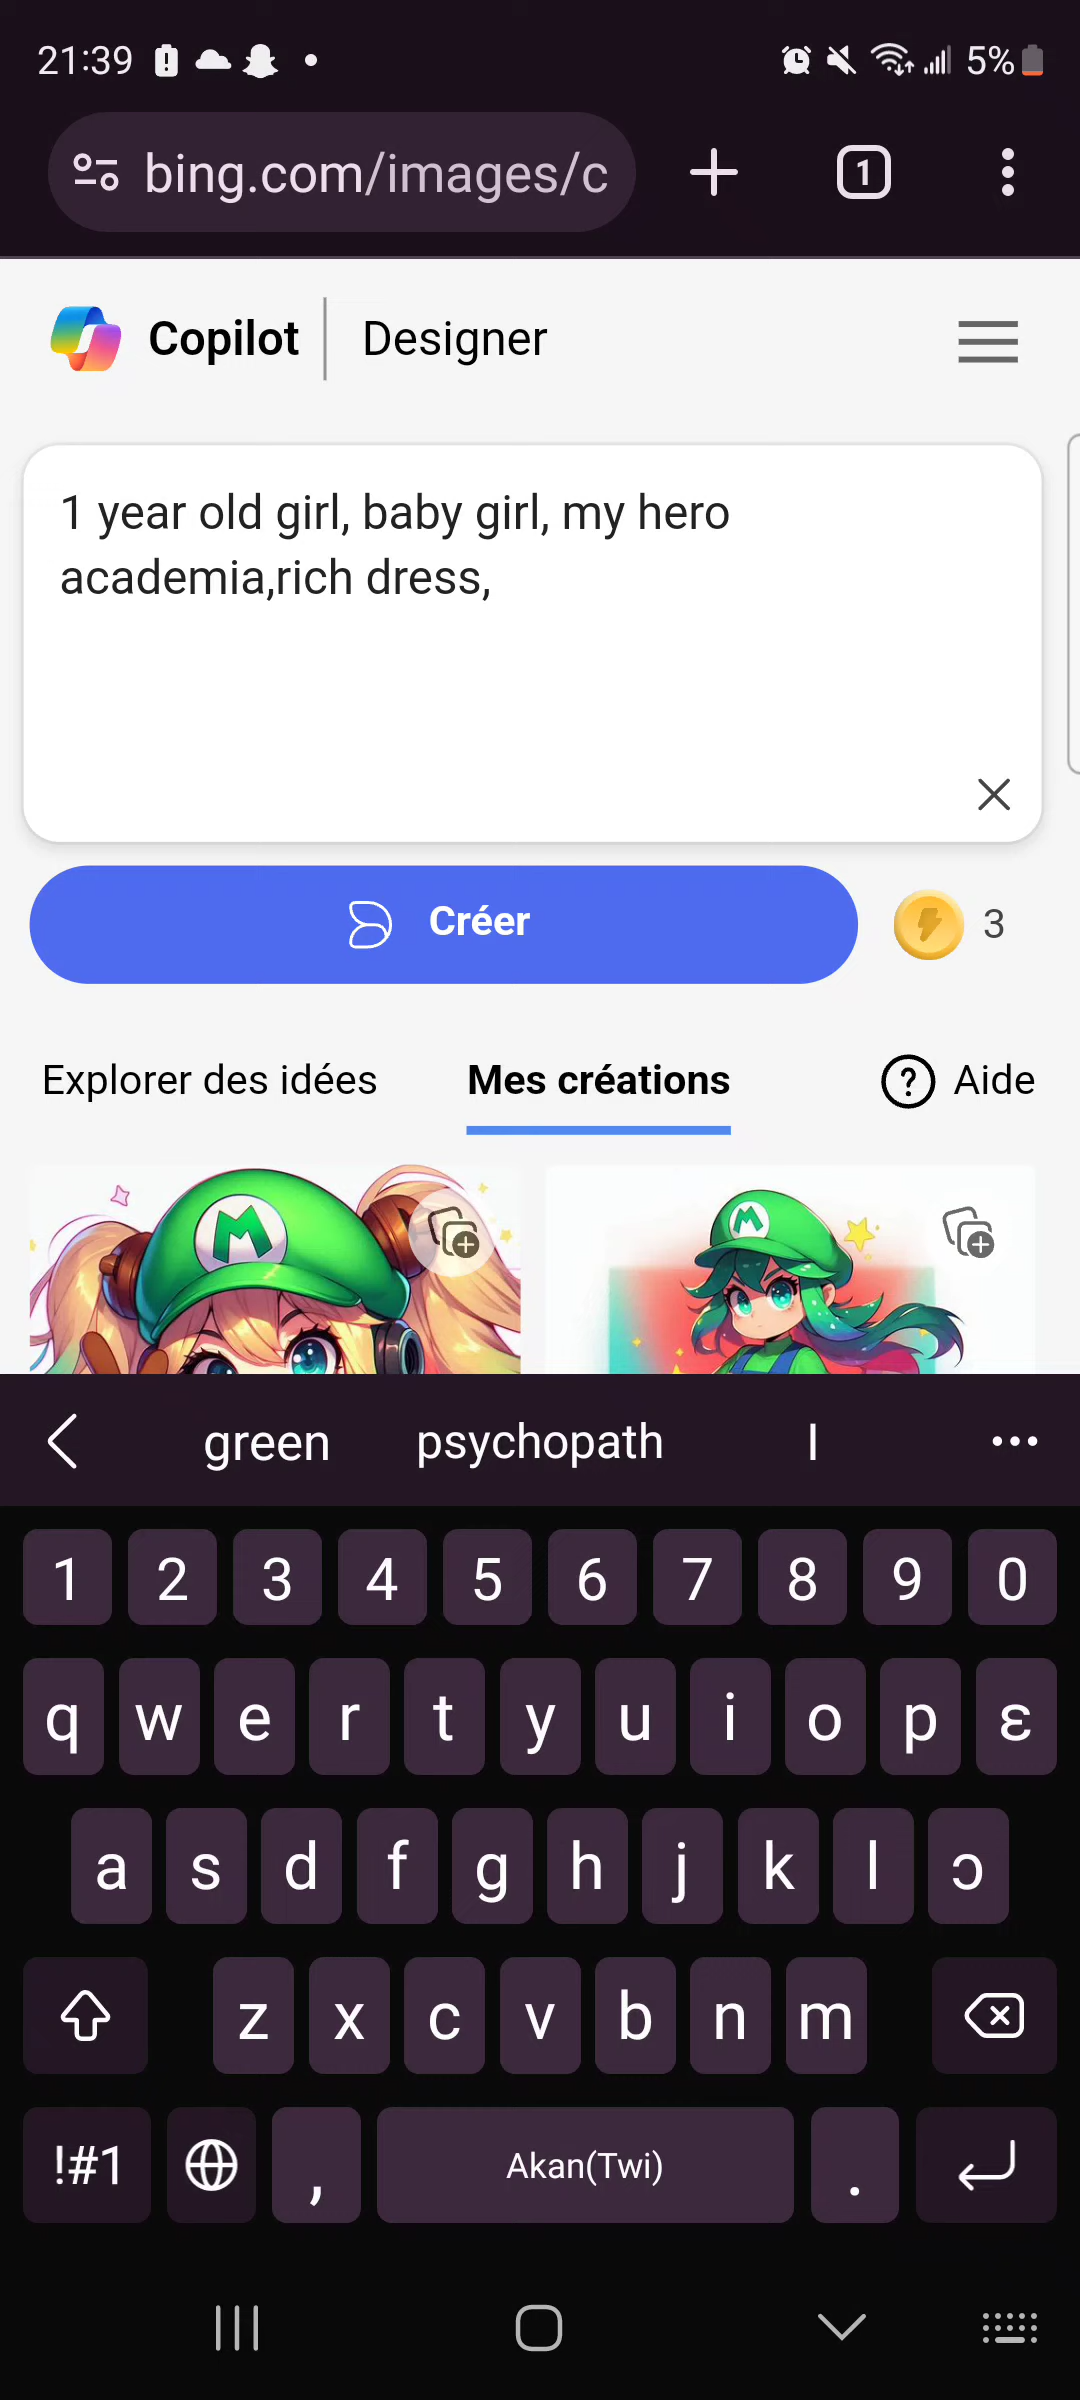 21:39
5%
bing.com/images/c
1
Copilot
Designer
1 year old girl, baby girl, my hero
academia,rich dress,
Créer
3
Explorer des idées
Mes créations
? Aide
M
M
green
psychopath
I
1 2 3 4 5 6 7 8 9 0
q w e r t y u i o p ɛ
a s d f g h j k l ɔ
z x c v b n m
!#1
,
Akan(Twi)
.